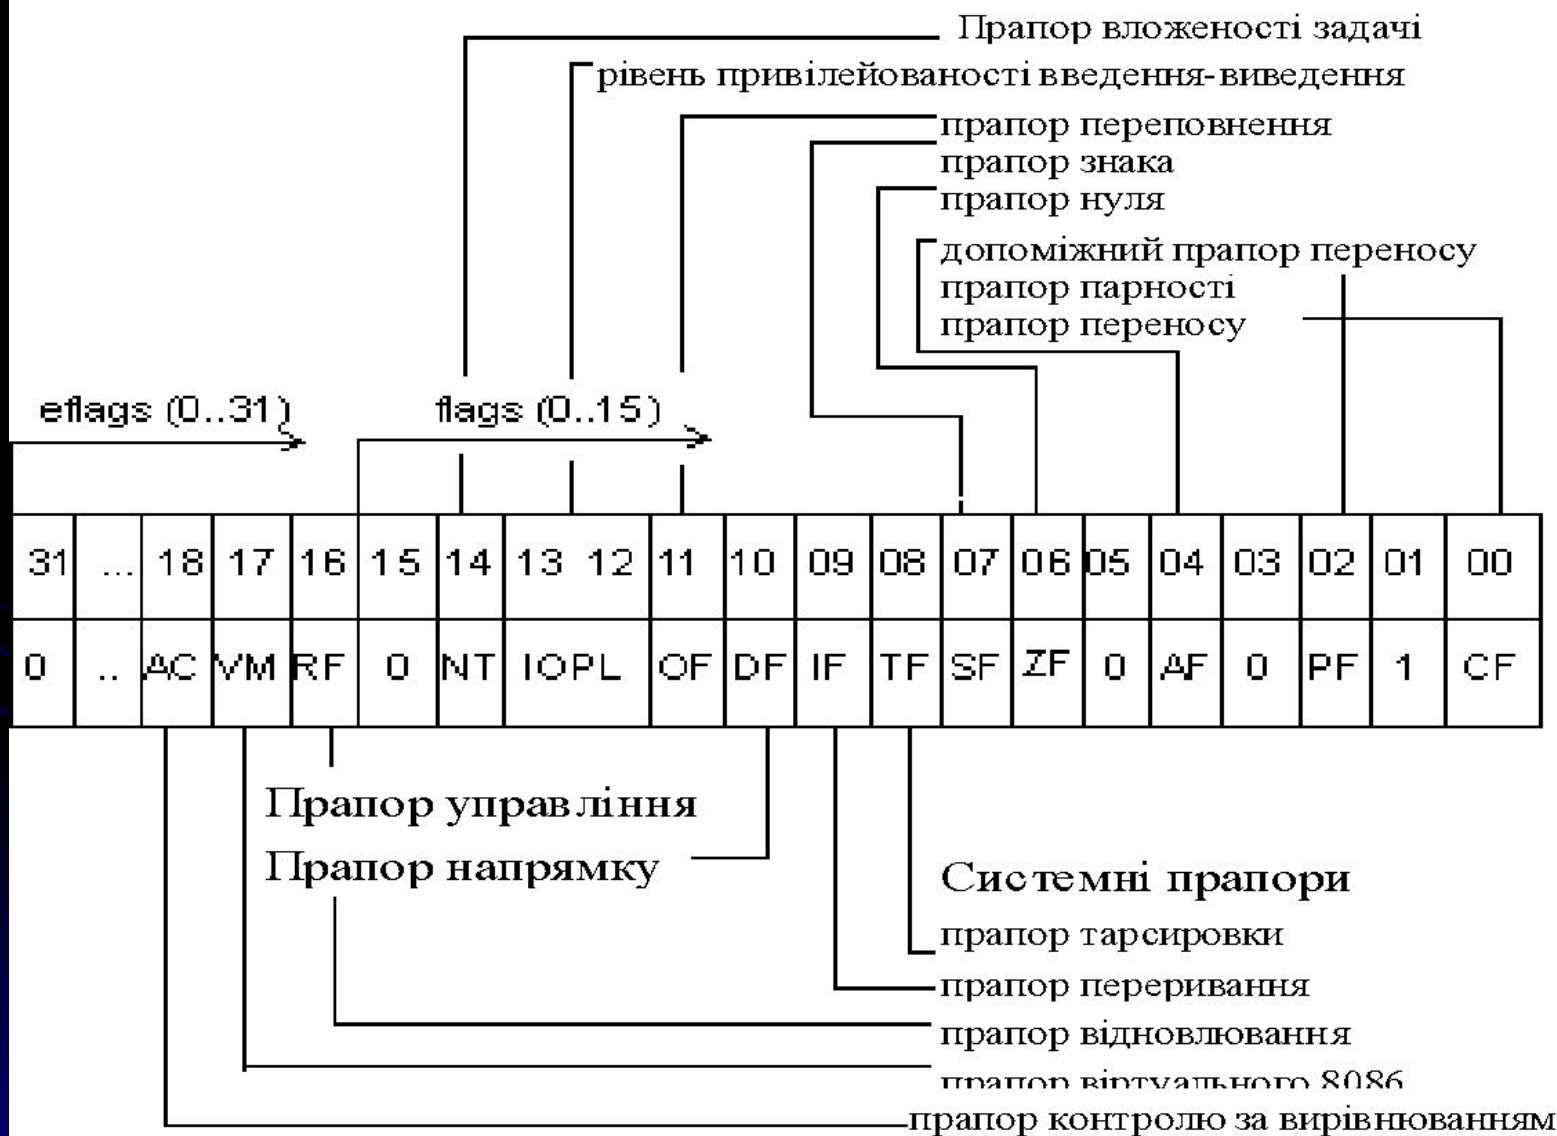 Прапор вложеності задачі
рівень привілейованості введення-виведення
прапор переповнення
прапор знака
прапор нуля
допоміжний прапор переносу
прапор парності
прапор переносу
eflags (0..31) flags (0..15)
31 ... 18 17 16 15 14 13 12 11 10 09 08 07 06 05 04 03 02 01 00
0 .. AC VM RF 0 NT IOPL OF DF IF TF SF ZF 0 AF 0 PF 1 CF
Прапор управління
Прапор напрямку
Системні прапори
прапор тарсировки
прапор переривання
прапор відновлювання
прапор віртуального 8086
прапор контролю за вирівнюванням